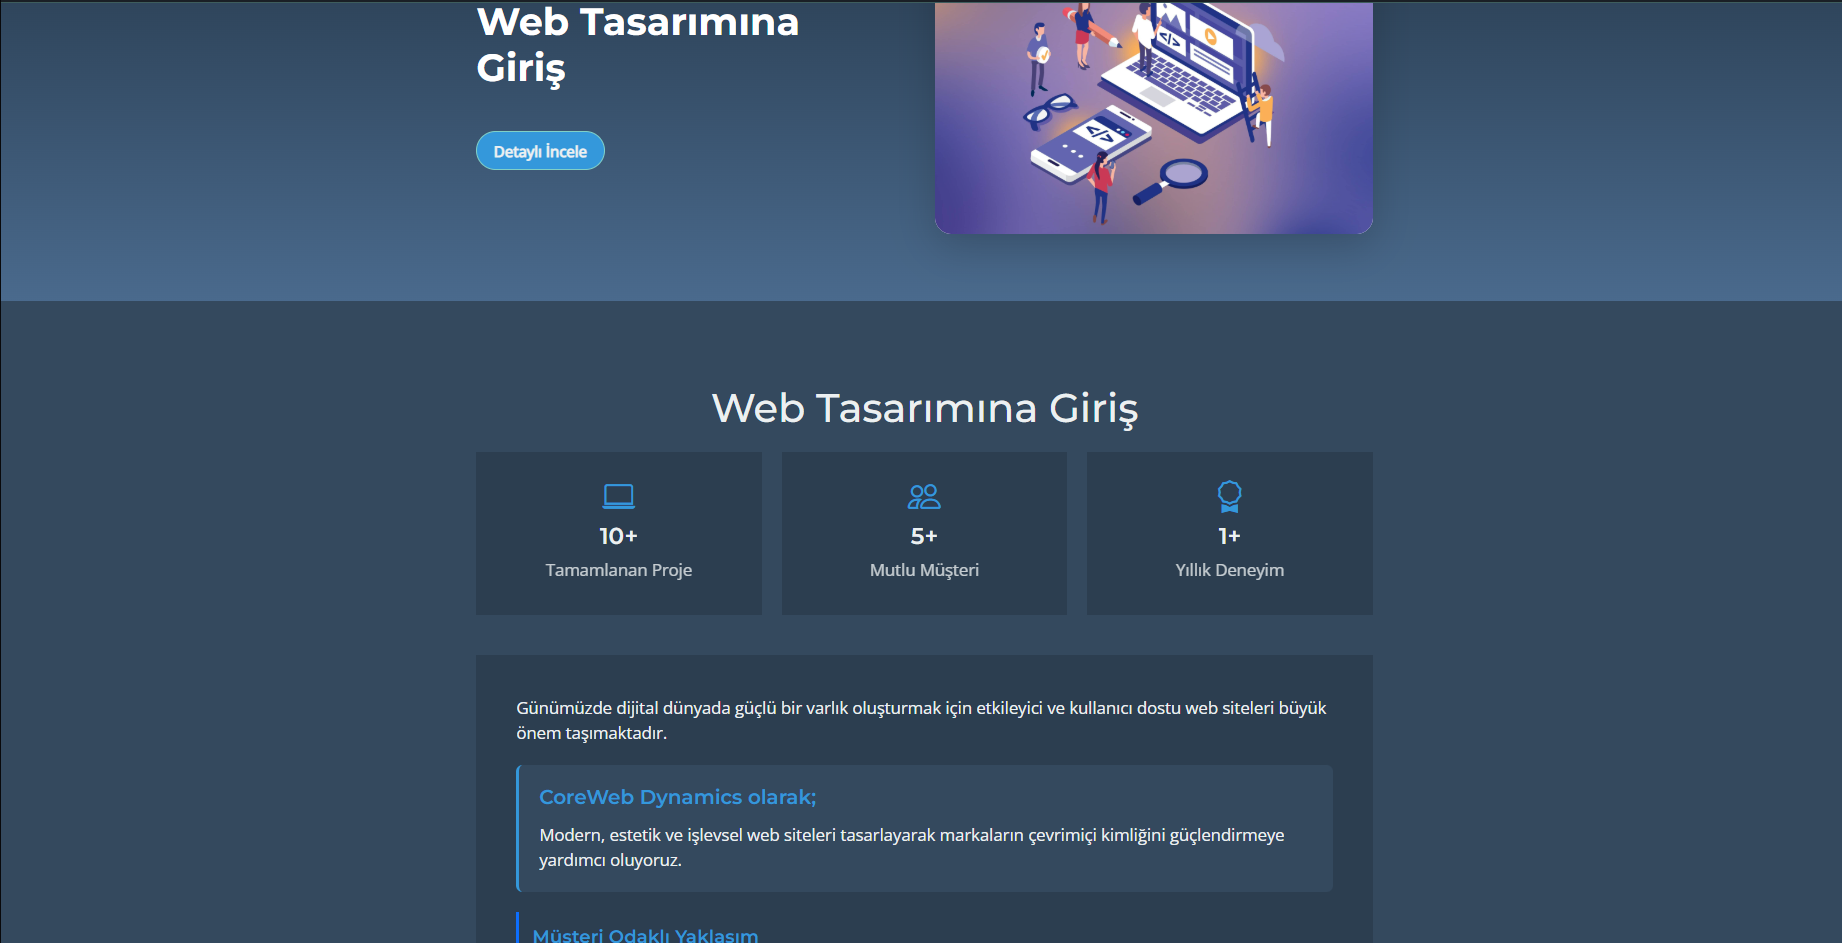 Web Tasarımına
Giriş
Detaylı İncele
</>
</>
Web Tasarımına Giriş
10+
Tamamlanan Proje
5+
Mutlu Müşteri
1+
Yıllık Deneyim
Günümüzde dijital dünyada güçlü bir varlık oluşturmak için etkileyici ve kullanıcı dostu web siteleri büyük
önem taşımaktadır.
CoreWeb Dynamics olarak;
Modern, estetik ve işlevsel web siteleri tasarlayarak markaların çevrimiçi kimliğini güçlendirmeye
yardımcı oluyoruz.
Müşteri Odaklı Yaklaşım